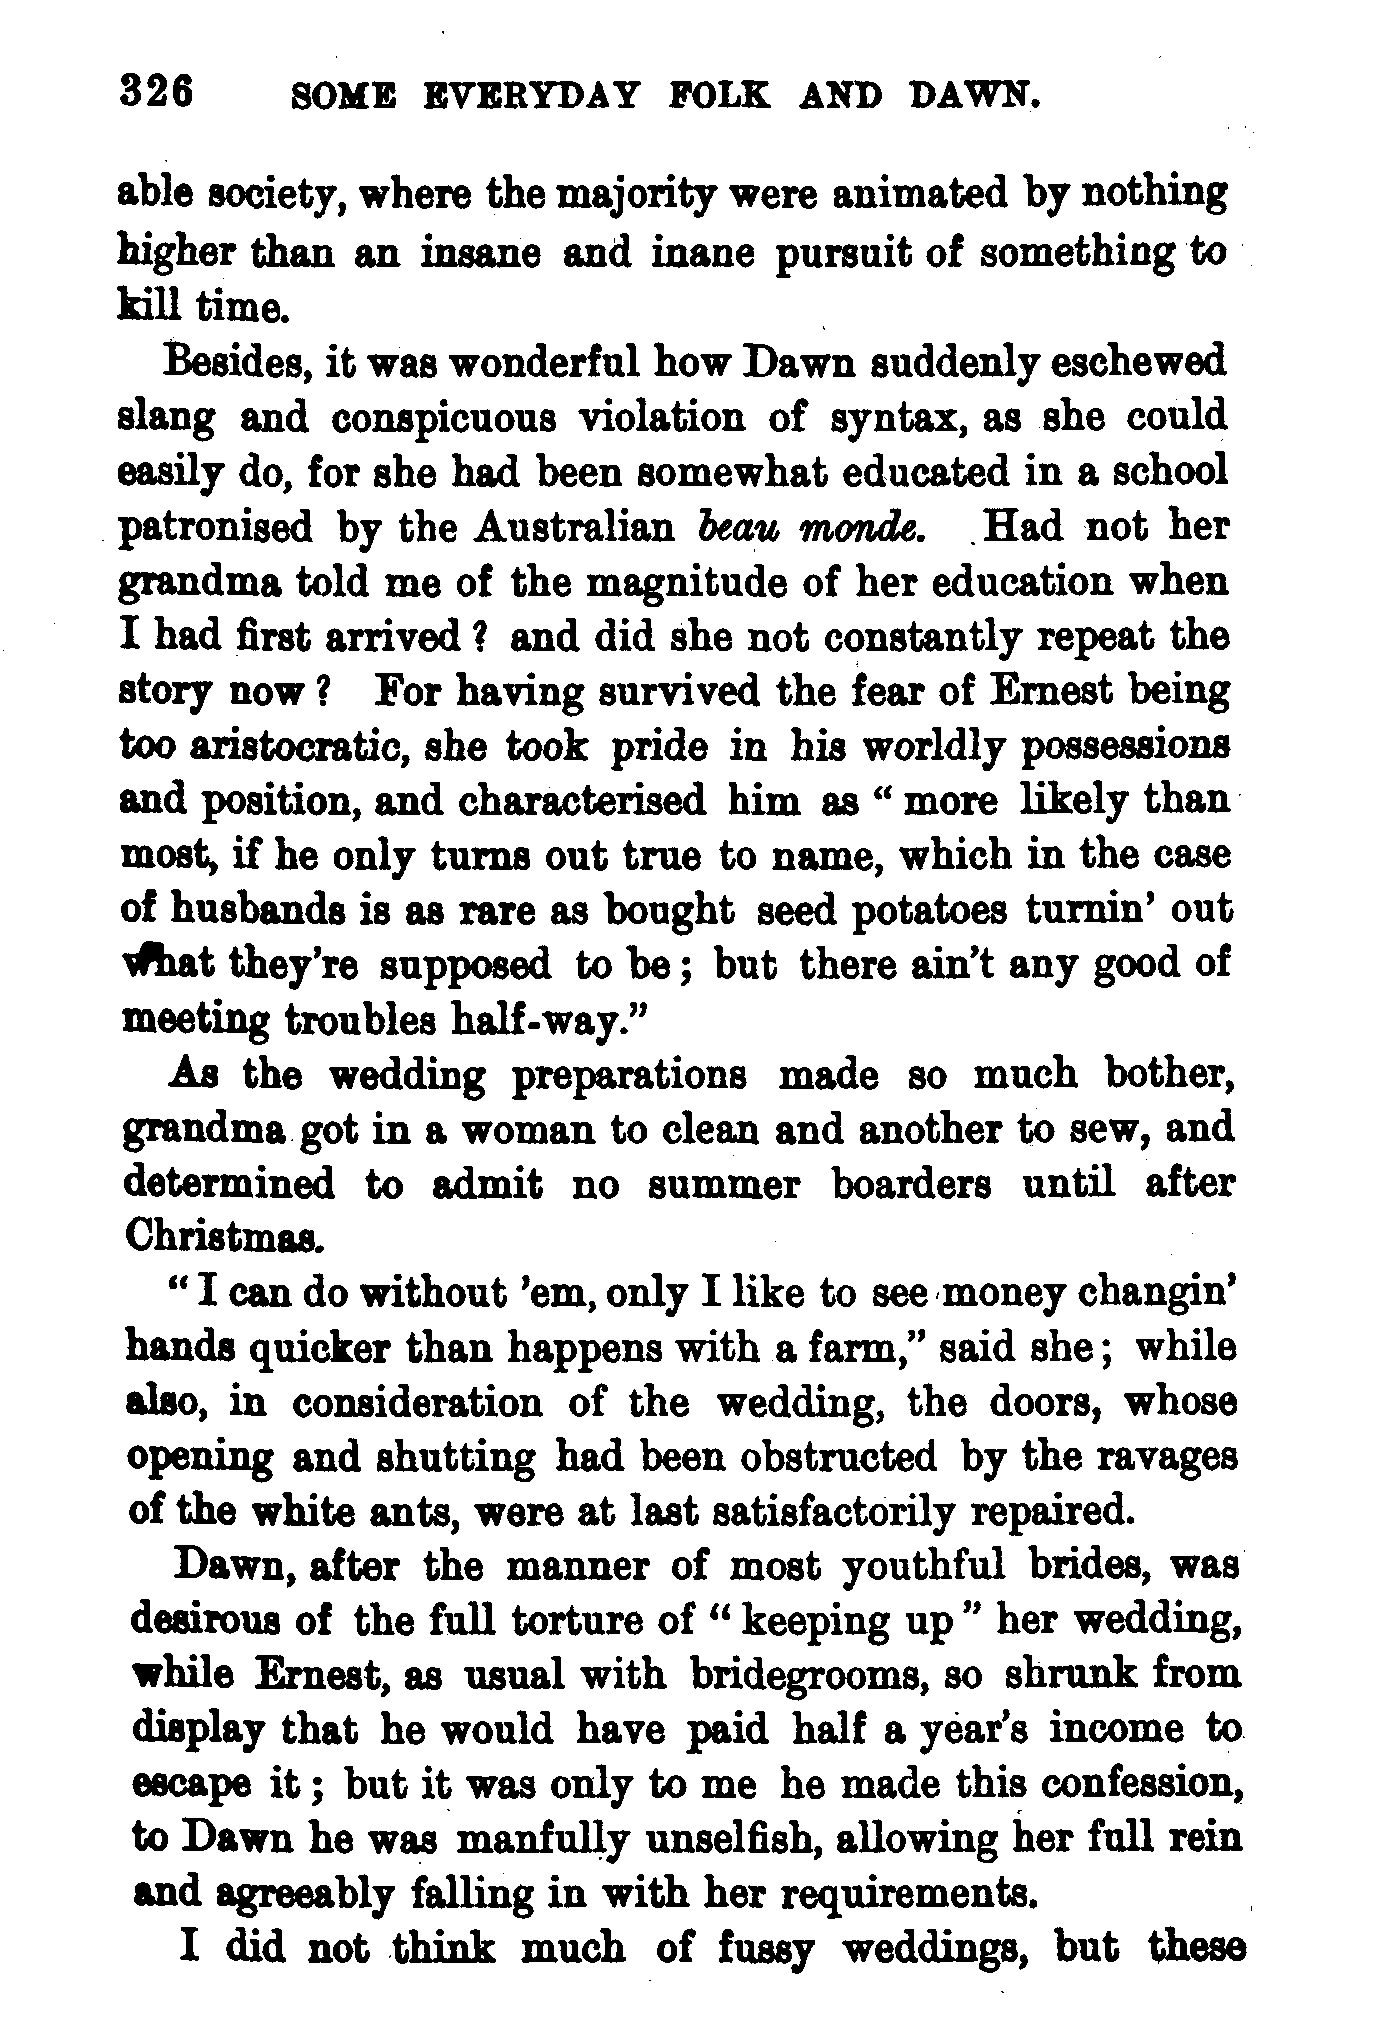 326 SOME EVERYDAY FOLK AND DAWN.
able society, where the majority were animated by nothing
higher than an insane and inane pursuit of something to
kill time.
Besides, it was wonderful how Dawn suddenly eschewed
slang and conspicuous violation of syntax, as she could
easily do, for she had been somewhat educated in a school
patronised by the Australian beau monde. Had not her
grandma told me of the magnitude of her education when
I had first arrived? and did she not constantly repeat the
story now? For having survived the fear of Ernest being
too aristocratic, she took pride in his worldly possessions
and position, and characterised him as "more likely than
most, if he only turns out true to name, which in the case
of husbands is as rare as bought seed potatoes turnin' out
what they're supposed to be; but there ain't any good of
meeting troubles half-way."
As the wedding preparations made so much bother,
grandma got in a woman to clean and another to sew, and
determined to admit no summer boarders until after
Christmas.
"I can do without 'em, only I like to see money changin'
hands quicker than happens with a farm," said she; while
also, in consideration of the wedding, the doors, whose
opening and shutting had been obstructed by the ravages
of the white ants, were at last satisfactorily repaired.
Dawn, after the manner of most youthful brides, was
desirous of the full torture of "keeping up" her wedding,
while Ernest, as usual with bridegrooms, so shrunk from
display that he would have paid half a year's income to
escape it; but it was only to me he made this confession,
to Dawn he was manfully unselfish, allowing her full rein
and agreeably falling in with her requirements.
I did not think much of fussy weddings, but these